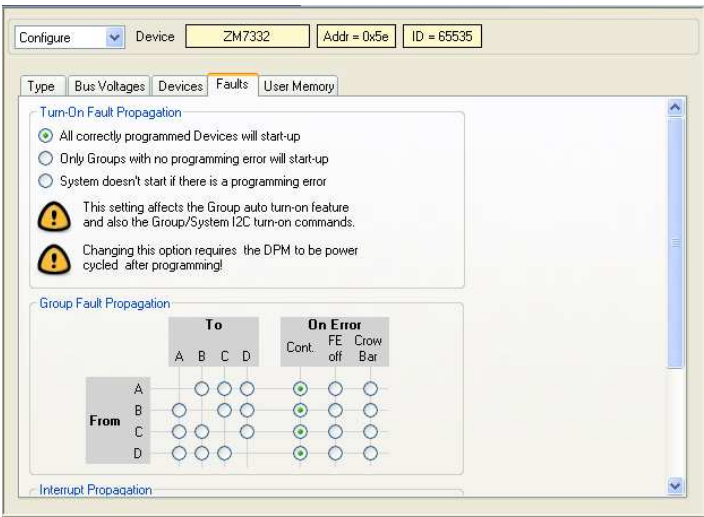 Configure Device ZM7332 Addr = 0x5e ID = 65535
Type Bus Voltages Devices Faults User Memory
Turn-On Fault Propagation
All correctly programmed Devices will start-up
Only Groups with no programming error will start-up
System doesn't start if there is a programming error
This setting affects the Group auto turn-on feature
and also the Group/System I2C turn-on commands.
Changing this option requires the DPM to be power
cycled after programming!
Group Fault Propagation
To On Error
A B C D Cont. FE off Crow Bar
From
A
B
C
D
Interrupt Propagation